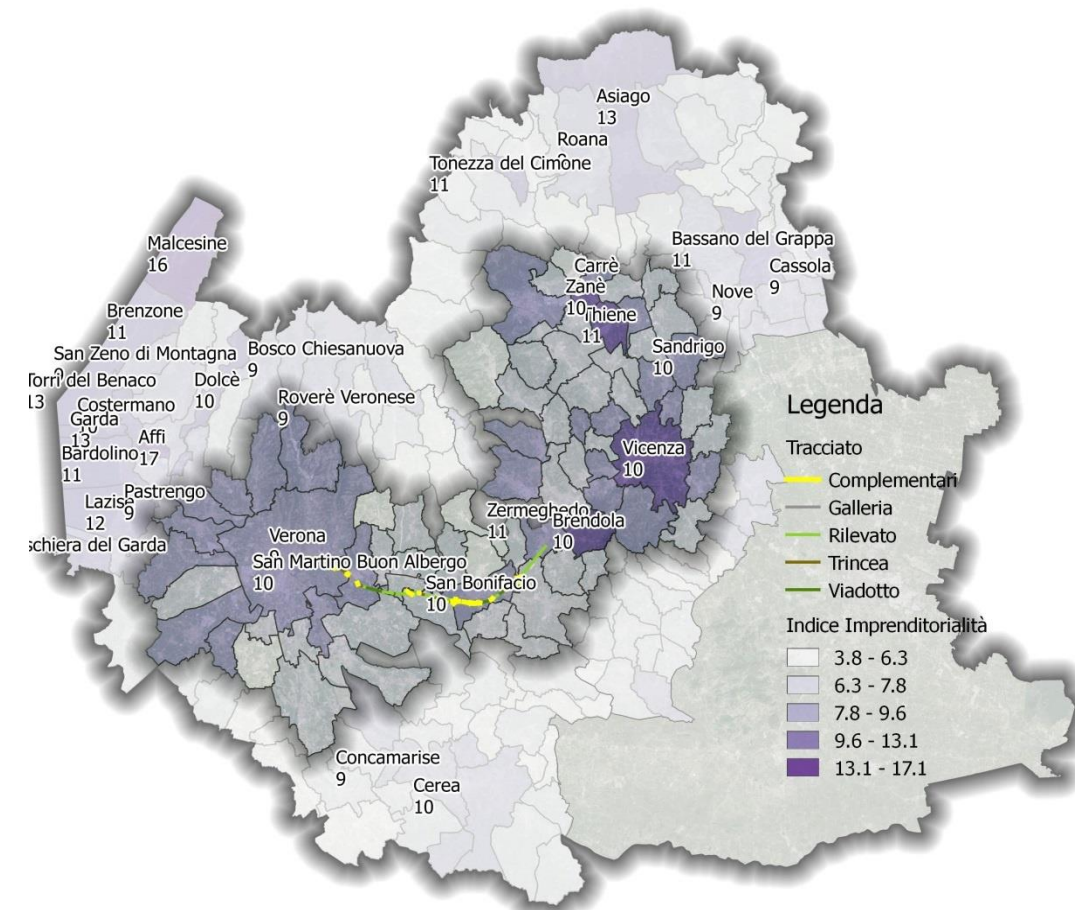 Asiago
13
Roana
Tonezza del Cimone
11
Malcesine
16
Bassano del Grappa
11
Cassola
9
Carrè
Zanè
10
Thiene
11
Nove
9
Brenzone
11
Sandrigo
10
San Zeno di Montagna
Bosco Chiesanuova
9
Torri del Benaco
13
Dolcè
10
Costermano
Garda
13
Roverè Veronese
9
Affi
17
Bardolino
11
Vicenza
10
Lazise
12
Pastrengo
9
Zermeghedo
11
Brendola
10
schiera del Garda
Verona
San Martino Buon Albergo
10
San Bonifacio
10
Concamarise
9
Cerea
10
Legenda
Tracciato
Complementari
Galleria
Rilevato
Trincea
Viadotto
Indice Imprenditorialità
3.8 - 6.3
6.3 - 7.8
7.8 - 9.6
9.6 - 13.1
13.1 - 17.1